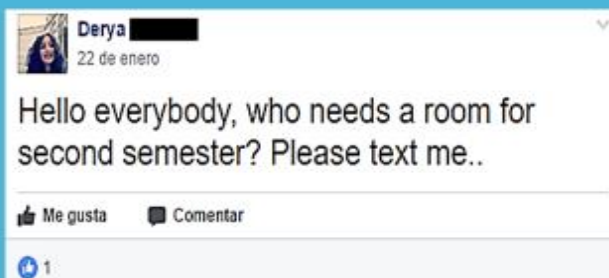 Derya
22 de enero
Hello everybody, who needs a room for
second semester? Please text me..
Me gusta Comentar
1